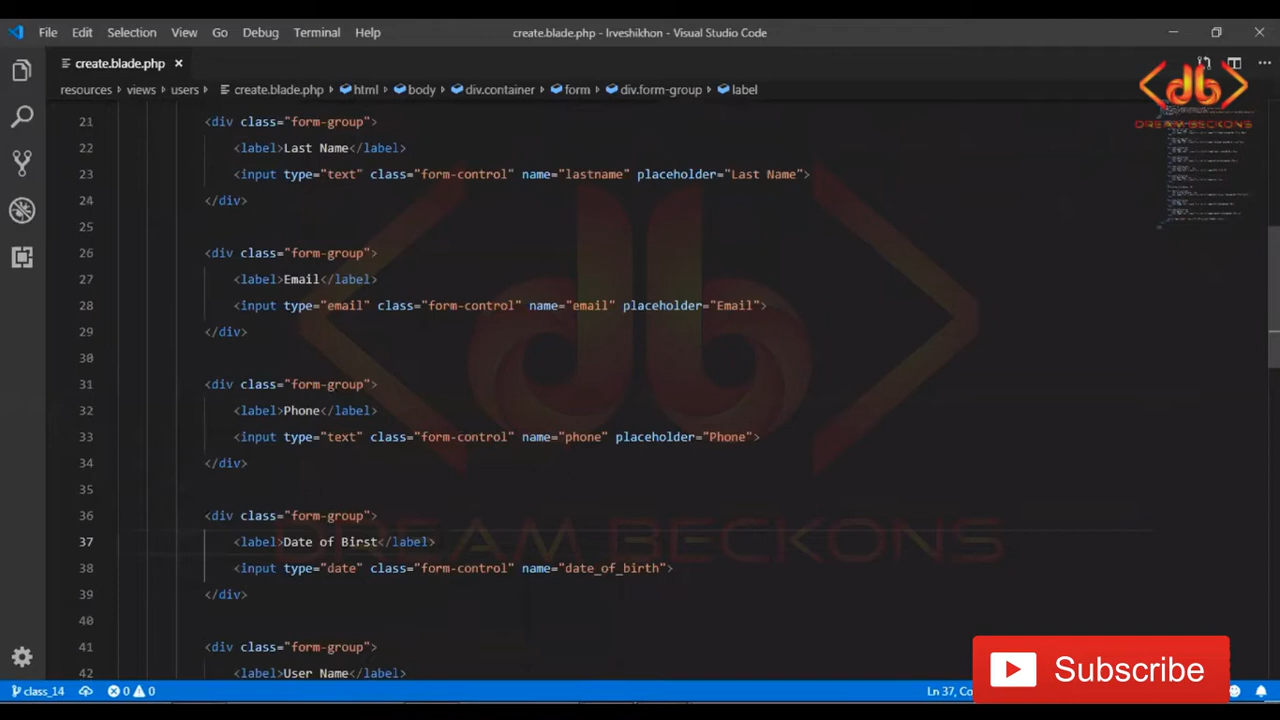 File Edit Selection View Go Debug Terminal Help create.blade.php - Irveshikhon - Visual Studio Code
create.blade.php
resources views users create.blade.php html body div.container form div.form-group label
DREAM BECKONS
21 <div class="form-group">
22 <label>Last Name</label>
23 <input type="text" class="form-control" name="lastname" placeholder="Last Name">
24 </div>
25
26 <div class="form-group">
27 <label>Email</label>
28 <input type="email" class="form-control" name="email" placeholder="Email">
29 </div>
30
31 <div class="form-group">
32 <label>Phone</label>
33 <input type="text" class="form-control" name="phone" placeholder="Phone">
34 </div>
35
36 <div class="form-group">
37 <label>Date of Birst</label>
DREAM BECKONS
38 <input type="date" class="form-control" name="date_of_birth">
39 </div>
40
41 <div class="form-group">
42 <label>User Name</label>
Subscribe
class_14 0 0 Ln 37,